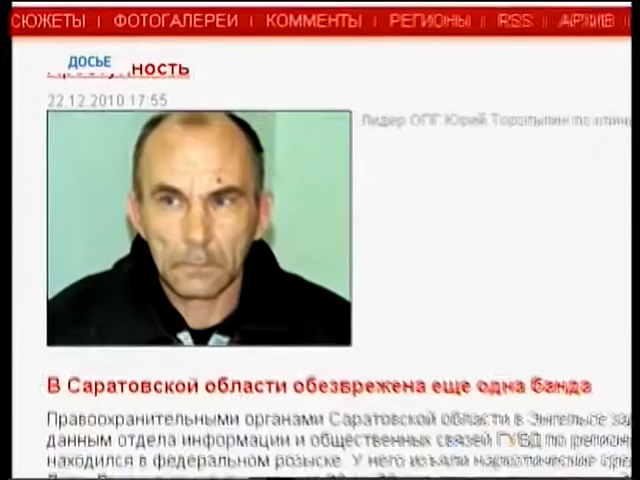 СЮЖЕТЫ | ФОТОГАЛЕРЕИ | КОММЕНТЫ | РЕГИОНЫ | RSS | АРХИВ
ДОСЬЕ
ность
22.12.2010 17:55
Лидер ОПГ Юрий Торопыгин по
В Саратовской области обезврежена еще одна банда
Правоохранительными органами Саратовской области в Энгельсе
данным отдела информации и общественных связей ГУВД по
находился в федеральном розыске. У него изъяли наркотические